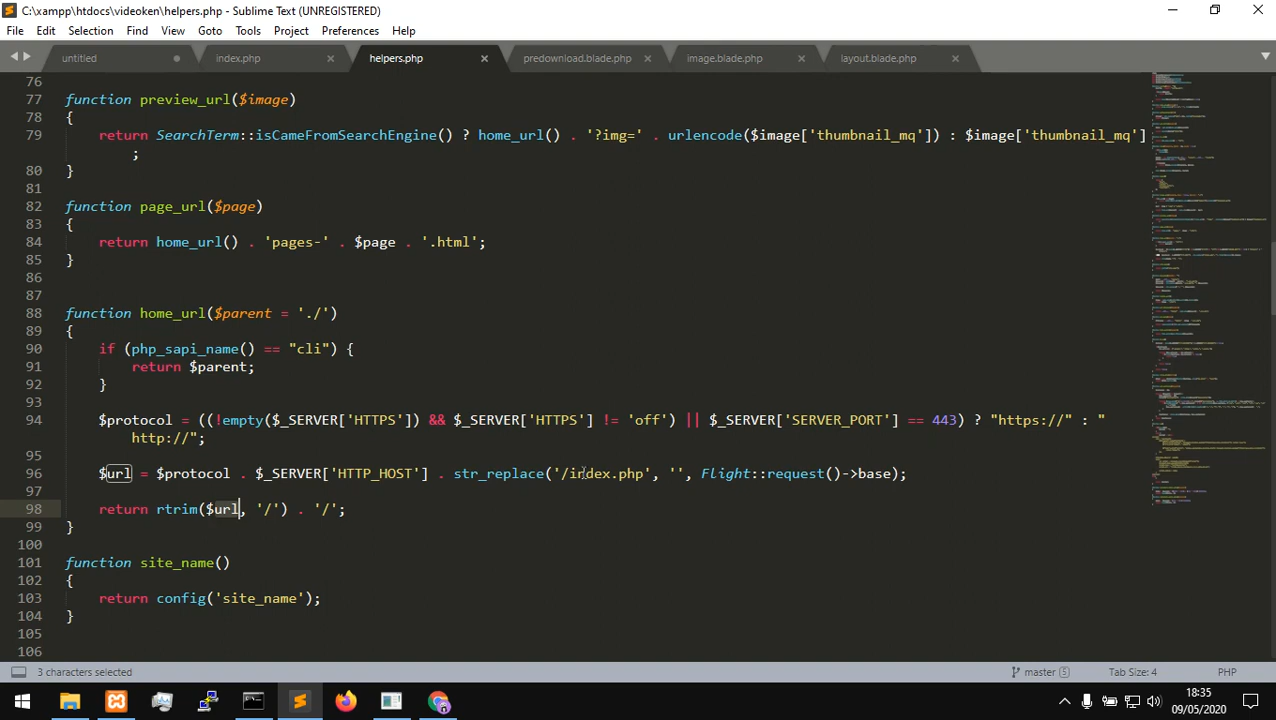 C:\xampp\htdocs\videoken\helpers.php - Sublime Text (UNREGISTERED)
File Edit Selection Find View Goto Tools Project Preferences Help
untitled index.php helpers.php predownload.blade.php image.blade.php layout.blade.php
76
77 function preview_url($image)
78 {
79 return SearchTerm::isCameFromSearchEngine() ? home_url() . '?img=' . urlencode($image['thumbnail_mq']) : $image['thumbnail_mq']
;
80 }
81
82 function page_url($page)
83 {
84 return home_url() . 'pages-' . $page . '.html';
85 }
86
87
88 function home_url($parent = './')
89 {
90 if (php_sapi_name() == "cli") {
91 return $parent;
92 }
93
94 $protocol = ((!empty($_SERVER['HTTPS']) && $_SERVER['HTTPS'] != 'off') || $_SERVER['SERVER_PORT'] == 443) ? "https://" : "
http://";
95
96 $url = $protocol . $_SERVER['HTTP_HOST'] . str_replace('/index.php', '', Flight::request()->base);
97
98 return rtrim($url, '/') . '/';
99 }
100
101 function site_name()
102 {
103 return config('site_name');
104 }
105
106
3 characters selected master 5 Tab Size: 4 PHP
18:35
09/05/2020